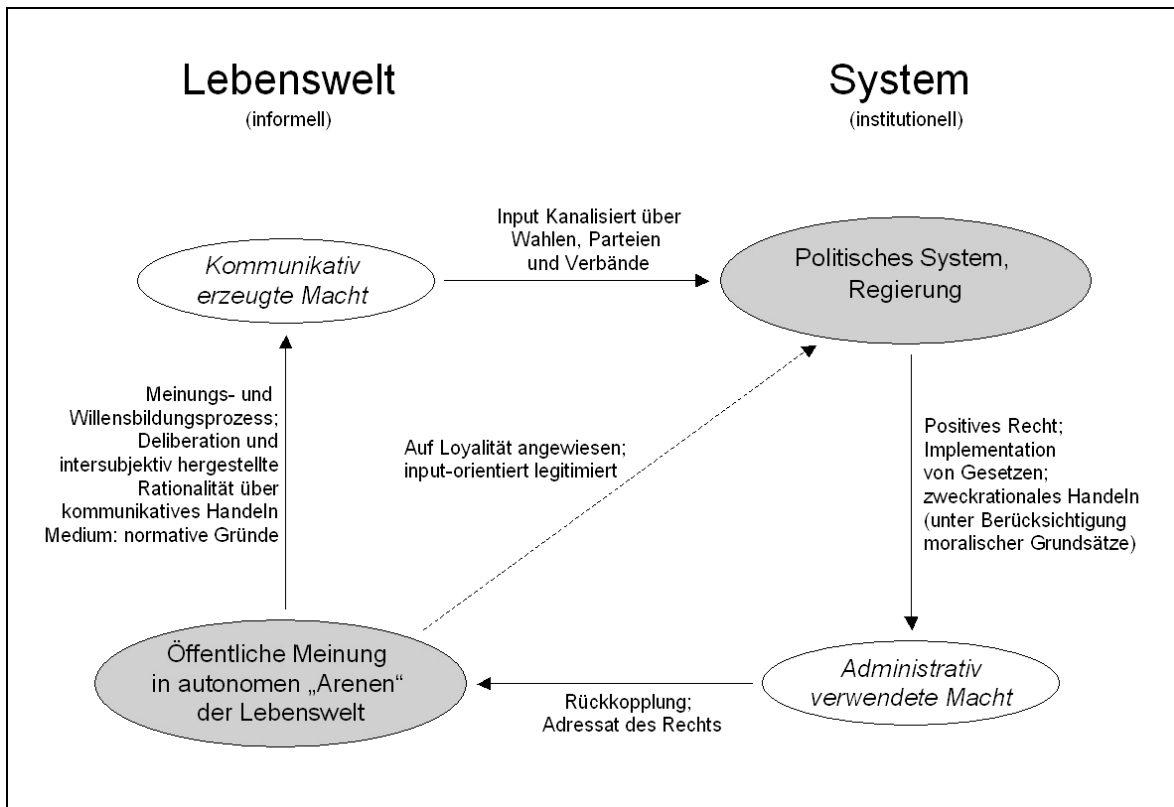 Lebenswelt
(informell)
System
(institutionell)
Input Kanalisiert über
Wahlen, Parteien
und Verbände
Kommunikativ
erzeugte Macht
Politisches System,
Regierung
Meinungs- und
Willensbildungsprozess;
Deliberation und
intersubjektiv hergestellte
Rationalität über
kommunikatives Handeln
Medium: normative Gründe
Auf Loyalität angewiesen;
input-orientiert legitimiert
Positives Recht;
Implementation
von Gesetzen;
zweckrationales Handeln
(unter Berücksichtigung
moralischer Grundsätze)
Öffentliche Meinung
in autonomen „Arenen“
der Lebenswelt
Rückkopplung;
Adressat des Rechts
Administrativ
verwendete Macht